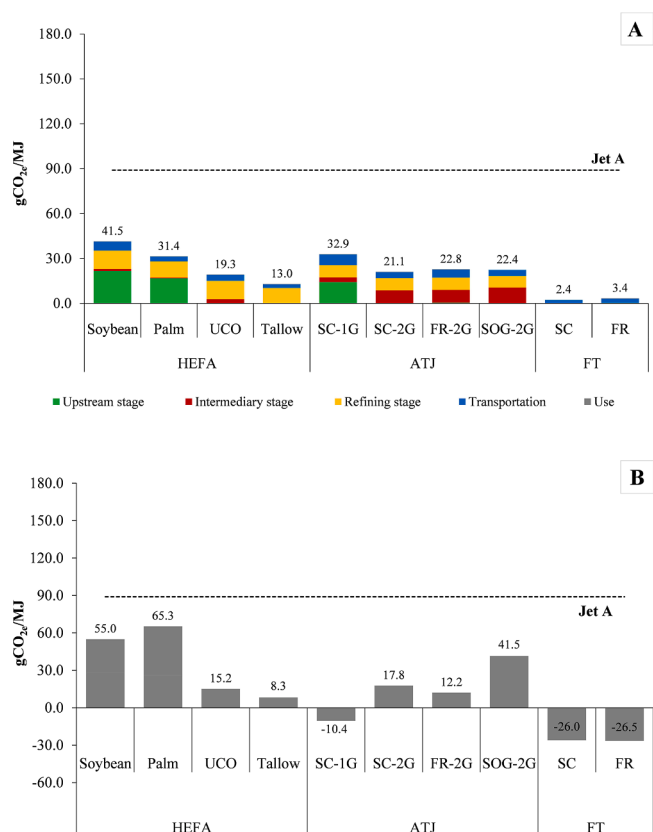 A
180.0
150.0
120.0
90.0
60.0
30.0
0.0
gCO2e/MJ
Jet A
41.5 31.4 19.3 13.0 32.9 21.1 22.8 22.4 2.4 3.4
Soybean Palm UCO Tallow SC-1G SC-2G FR-2G SOG-2G SC FR
HEFA ATJ FT
Upstream stage Intermediary stage Refining stage Transportation Use
B
180.0
150.0
120.0
90.0
60.0
30.0
0.0
-30.0
-60.0
gCO2e/MJ
Jet A
55.0 65.3 15.2 8.3 -10.4 17.8 12.2 41.5 -26.0 -26.5
Soybean Palm UCO Tallow SC-1G SC-2G FR-2G SOG-2G SC FR
HEFA ATJ FT